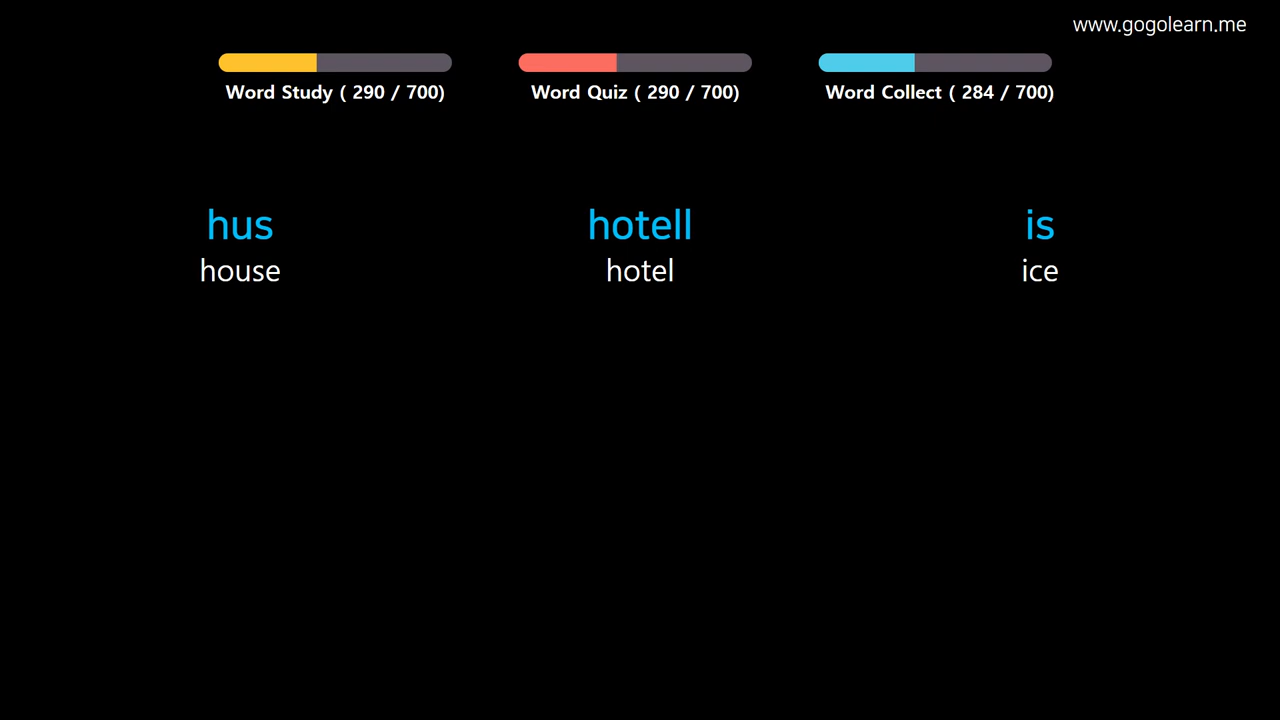 www.gogolearn.me
Word Study ( 290 / 700)
Word Quiz ( 290 / 700)
Word Collect ( 284 / 700)
hus
hotell
is
house
hotel
ice